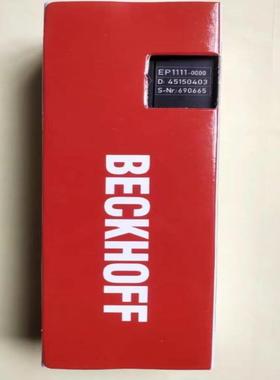 EP1111-0000
D: 45150403
S-Nr: 690665
BECKHOFF